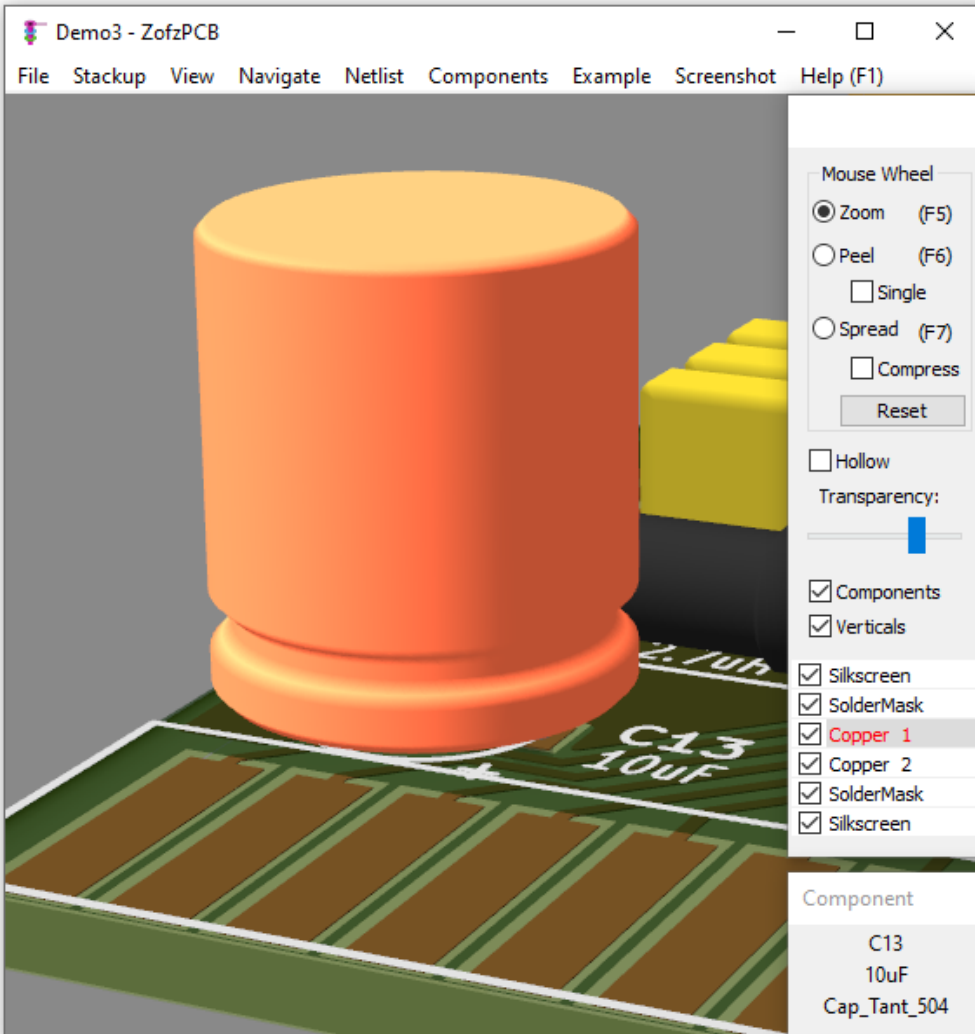 Demo3 - ZofzPCB
File Stackup View Navigate Netlist Components Example Screenshot Help (F1)
Mouse Wheel
Zoom (F5)
Peel (F6)
Single
Spread (F7)
Compress
Reset
Hollow
Transparency:
Components
Verticals
Silkscreen
SolderMask
Copper 1
Copper 2
SolderMask
Silkscreen
2.7uh
C13
10uF
Component
C13
10uF
Cap_Tant_504